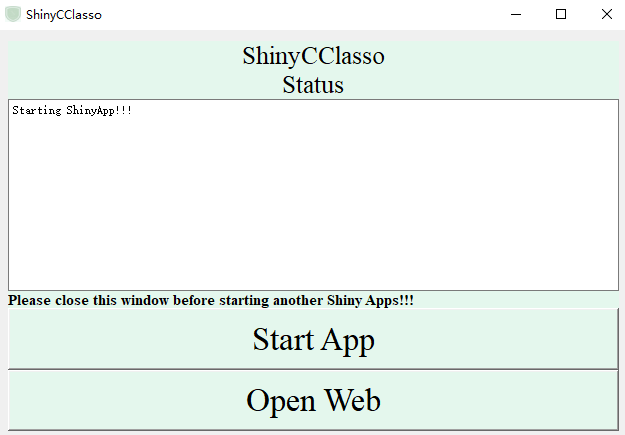 ShinyCClasso
ShinyCClasso
Status
Starting ShinyApp!!!
Please close this window before starting another Shiny Apps!!!
Start App
Open Web